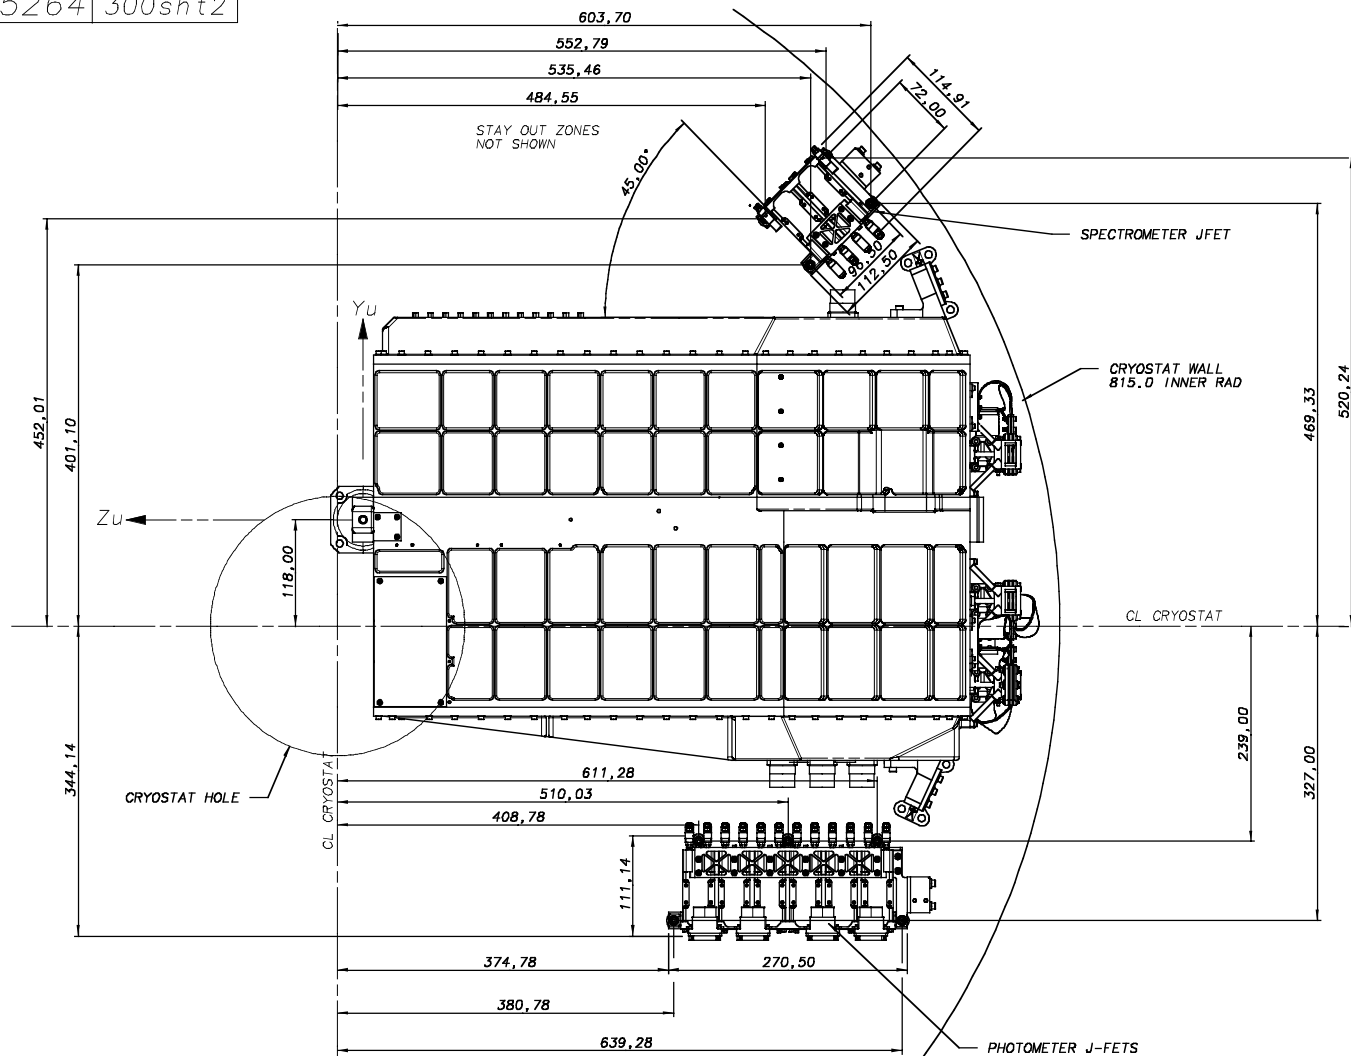 5264 300sht2
603,70
552,79
535,46
484,55
STAY OUT ZONES
NOT SHOWN
114,91
72,00
45,00°
SPECTROMETER JFET
96,50
112,50
Yu
CRYOSTAT WALL
815.0 INNER RAD
452,01
401,10
469,33
520,24
Zu
118,00
CL CRYOSTAT
344,14
239,00
327,00
CRYOSTAT HOLE
CL CRYOSTAT
611,28
510,03
408,78
111,14
374,78
270,50
380,78
639,28
PHOTOMETER J-FETS